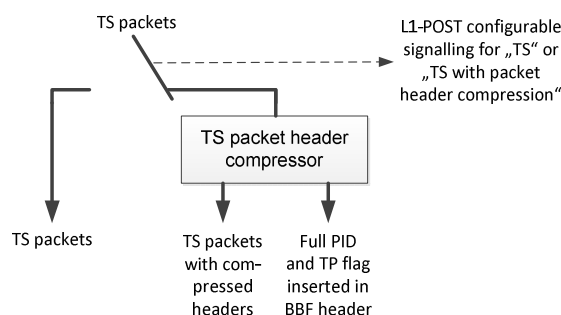 TS packets
L1-POST configurable
signalling for „TS“ or
„TS with packet
header compression“
TS packet header
compressor
TS packets
TS packets
with com-
pressed
headers
Full PID
and TP flag
inserted in
BBF header